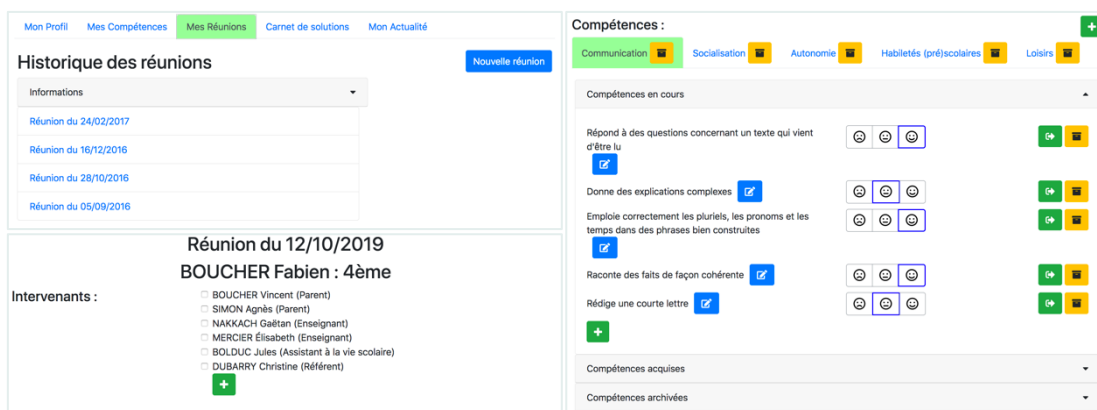 Mon Profil Mes Compétences Mes Réunions Carnet de solutions Mon Actualité
Historique des réunions
Nouvelle réunion
Informations
Réunion du 24/02/2017
Réunion du 16/12/2016
Réunion du 28/10/2016
Réunion du 05/09/2016
Réunion du 12/10/2019
BOUCHER Fabien : 4ème
Intervenants :
BOUCHER Vincent (Parent)
SIMON Agnès (Parent)
NAKKACH Gaëtan (Enseignant)
MERCIER Élisabeth (Enseignant)
BOLDUC Jules (Assistant à la vie scolaire)
DUBARRY Christine (Référent)
Compétences :
Communication Socialisation Autonomie Habiletés (pré)scolaires Loisirs
Compétences en cours
Répond à des questions concernant un texte qui vient
d'être lu
Donne des explications complexes
Emploie correctement les pluriels, les pronoms et les
temps dans des phrases bien construites
Raconte des faits de façon cohérente
Rédige une courte lettre
Compétences acquises
Compétences archivées